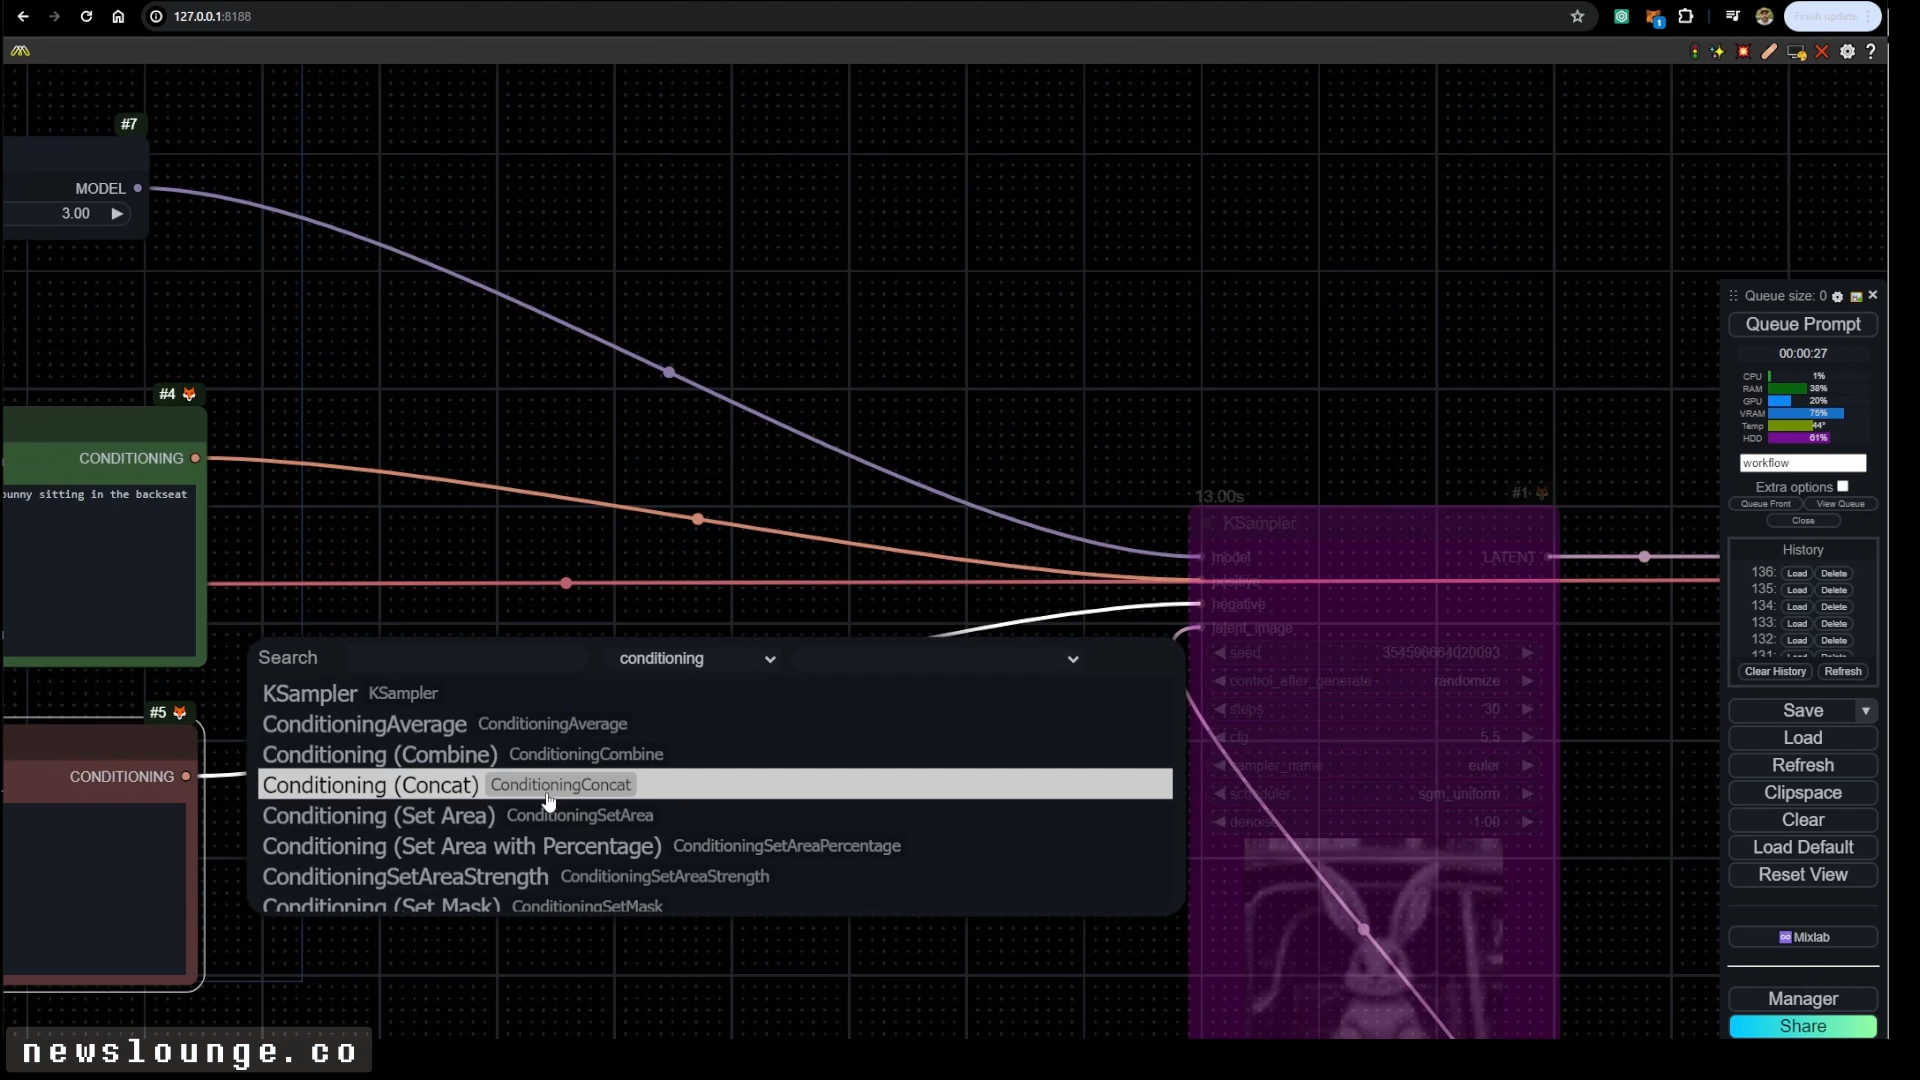 127.0.0.1:8188
Finish update
#7
MODEL
3.00
#4
CONDITIONING
bunny sitting in the backseat
#5
CONDITIONING
Search
conditioning
KSampler KSampler
ConditioningAverage ConditioningAverage
Conditioning (Combine) ConditioningCombine
Conditioning (Concat) ConditioningConcat
Conditioning (Set Area) ConditioningSetArea
Conditioning (Set Area with Percentage) ConditioningSetAreaPercentage
ConditioningSetAreaStrength ConditioningSetAreaStrength
Conditioning (Set Mask) ConditioningSetMask
13.00s
#1
KSampler
model
LATENT
positive
negative
latent_image
seed 354596664020093
control_after_generate randomize
steps 30
cfg 5.5
sampler_name euler
scheduler sgm_uniform
denoise 1.00
Queue size: 0
Queue Prompt
00:00:27
CPU 1%
RAM 38%
GPU 20%
VRAM 75%
Temp 44°
HDD 61%
workflow
Extra options
Queue Front View Queue
Close
History
136: Load Delete
135: Load Delete
134: Load Delete
133: Load Delete
132: Load Delete
131: Load Delete
Clear History Refresh
Save
Load
Refresh
Clipspace
Clear
Load Default
Reset View
Mixlab
Manager
Share
newslounge.co